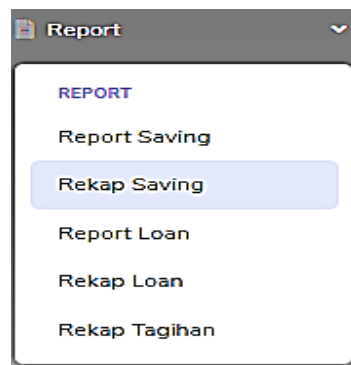 Report
REPORT
Report Saving
Rekap Saving
Report Loan
Rekap Loan
Rekap Tagihan